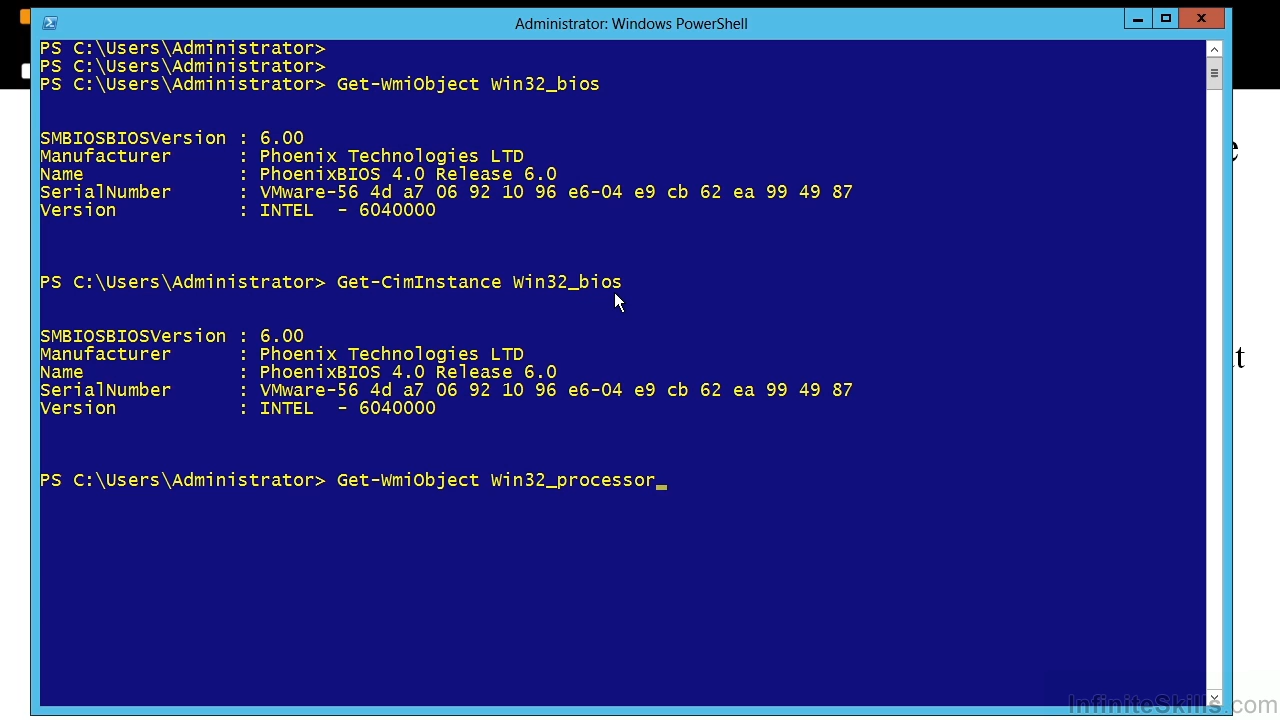 Administrator: Windows PowerShell
PS C:\Users\Administrator>
PS C:\Users\Administrator>
PS C:\Users\Administrator> Get-WmiObject Win32_bios
SMBIOSBIOSVersion : 6.00
Manufacturer      : Phoenix Technologies LTD
Name              : PhoenixBIOS 4.0 Release 6.0
SerialNumber      : VMware-56 4d a7 06 92 10 96 e6-04 e9 cb 62 ea 99 49 87
Version           : INTEL  - 6040000
PS C:\Users\Administrator> Get-CimInstance Win32_bios
SMBIOSBIOSVersion : 6.00
Manufacturer      : Phoenix Technologies LTD
Name              : PhoenixBIOS 4.0 Release 6.0
SerialNumber      : VMware-56 4d a7 06 92 10 96 e6-04 e9 cb 62 ea 99 49 87
Version           : INTEL  - 6040000
PS C:\Users\Administrator> Get-WmiObject Win32_processor_
InfiniteSkills.com